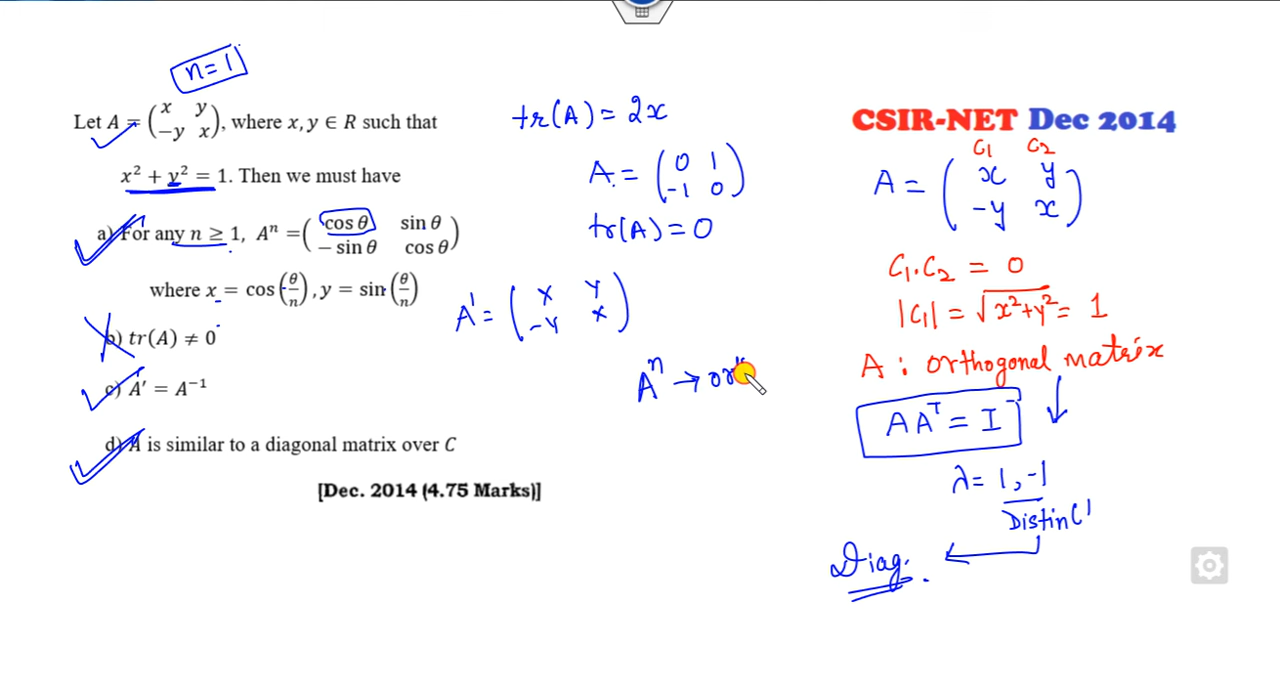 n=1
Let A = (x y
-y x), where x, y ∈ R such that
x² + y² = 1. Then we must have
a) For any n ≥ 1, Aⁿ = (cos θ sin θ
− sin θ cos θ)
where x = cos(θ/n), y = sin(θ/n)
b) tr(A) ≠ 0
c) A' = A⁻¹
d) A is similar to a diagonal matrix over C
[Dec. 2014 (4.75 Marks)]
tr(A) = 2x
A = (0 1
-1 0)
tr(A) = 0
A¹ = (x y
-y x)
Aⁿ → or
CSIR-NET Dec 2014
C₁ C₂
A = (x y
-y x)
C₁.C₂ = 0
|C₁| = √x²+y² = 1
A : orthogonal matrix
AAᵀ = I
λ = 1, -1
Distinct
Diag.